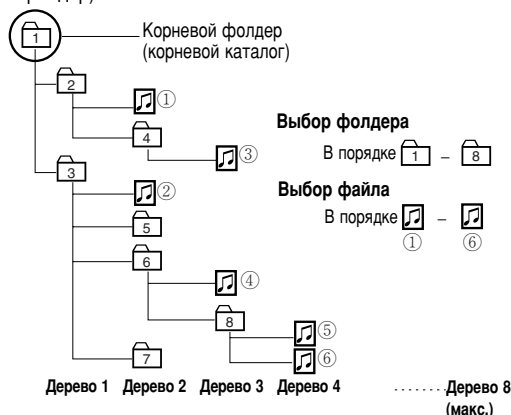 Корневой фолдер
(корневой каталог)
1
2
①
4
③
3
②
5
6
④
8
⑤
⑥
7
Выбор фолдера
В порядке 1 – 8
Выбор файла
В порядке –
① ⑥
Дерево 1 Дерево 2 Дерево 3 Дерево 4 ........Дерево 8
(макс.)